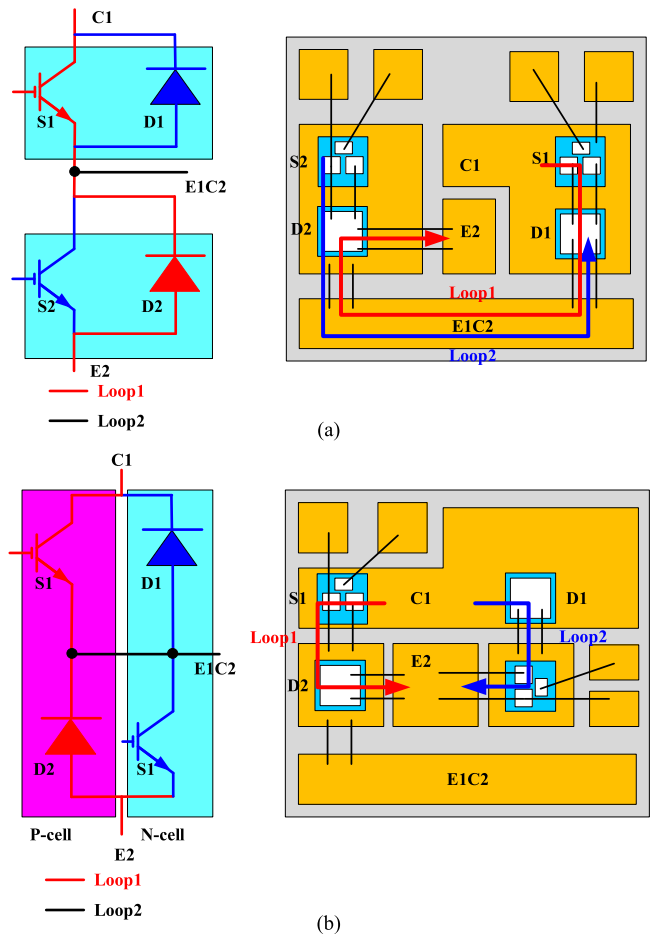 C1
S1
D1
E1C2
S2
D2
E2
Loop1
Loop2
S2
C1
S1
D2
E2
D1
Loop1
E1C2
Loop2
(a)
C1
S1
D1
E1C2
D2
S1
P-cell
N-cell
E2
Loop1
Loop2
S1
C1
D1
Loop1
Loop2
E2
D2
E1C2
(b)